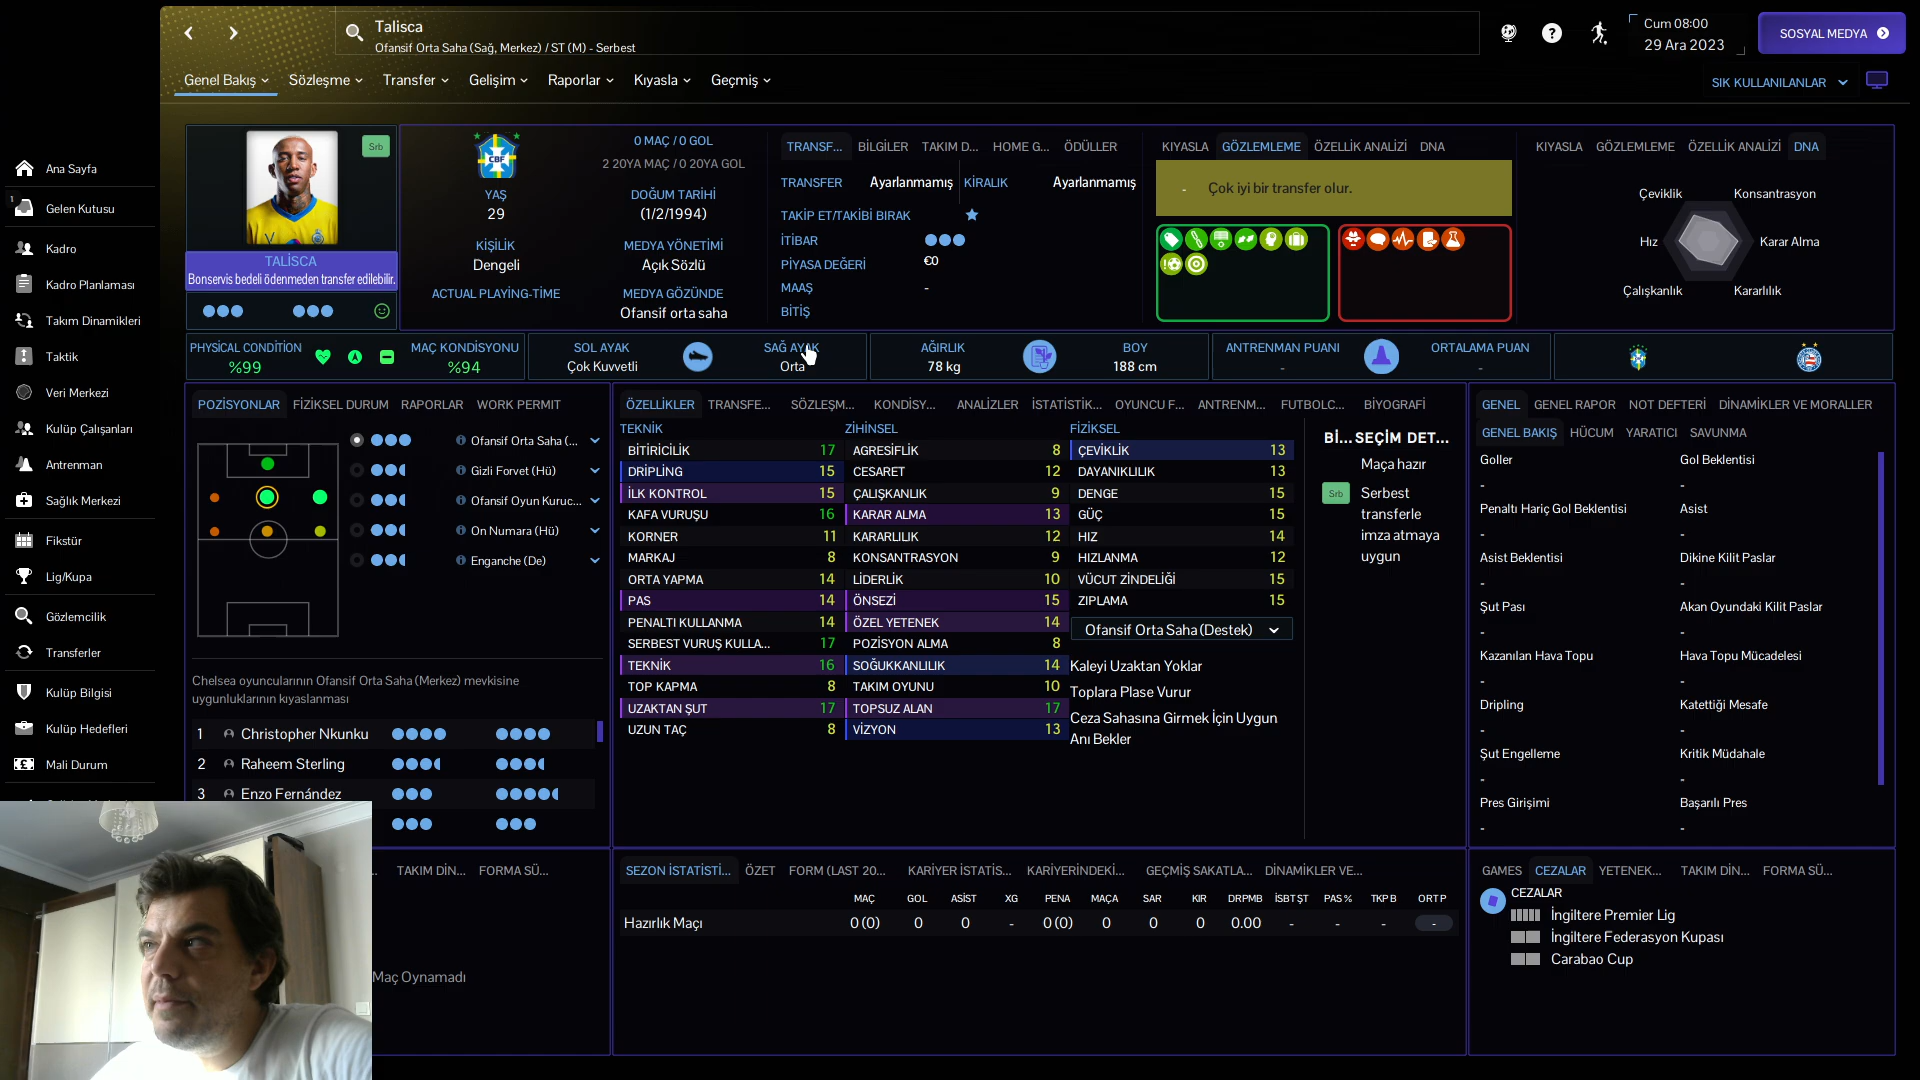 Talisca
Ofansif Orta Saha (Sağ, Merkez) / ST (M) - Serbest
Cum 08:00
29 Ara 2023
SOSYAL MEDYA
Genel Bakış
Sözleşme
Transfer
Gelişim
Raporlar
Kıyasla
Geçmiş
SIK KULLANILANLAR
1
Ana Sayfa
Gelen Kutusu
Kadro
Kadro Planlaması
Takım Dinamikleri
Taktik
Veri Merkezi
Kulüp Çalışanları
Antrenman
Sağlık Merkezi
Fikstür
Lig/Kupa
Gözlemcilik
Transferler
Kulüp Bilgisi
Kulüp Hedefleri
Mali Durum
Srb
TALİSCA
Bonservis bedeli ödenmeden transfer edilebilir.
CBF
YAŞ
29
KİŞİLİK
Dengeli
ACTUAL PLAYING-TIME
0 MAÇ / 0 GOL
2 20YA MAÇ / 0 20YA GOL
DOĞUM TARİHİ
(1/2/1994)
MEDYA YÖNETİMİ
Açık Sözlü
MEDYA GÖZÜNDE
Ofansif orta saha
TRANSF... BİLGİLER TAKIM D... HOME G... ÖDÜLLER
TRANSFER Ayarlanmamış KİRALIK Ayarlanmamış
TAKİP ET/TAKİBİ BIRAK
İTİBAR
PİYASA DEĞERİ €0
MAAŞ -
BİTİŞ
KIYASLA GÖZLEMLEME ÖZELLİK ANALİZİ DNA
- Çok iyi bir transfer olur.
KIYASLA GÖZLEMLEME ÖZELLİK ANALİZİ DNA
Çeviklik
Konsantrasyon
Hız
Karar Alma
Çalışkanlık
Kararlılık
PHYSICAL CONDITION
%99
MAÇ KONDİSYONU
%94
SOL AYAK
Çok Kuvvetli
SAĞ AYAK
Orta
AĞIRLIK
78 kg
BOY
188 cm
ANTRENMAN PUANI
-
ORTALAMA PUAN
-
POZİSYONLAR FİZİKSEL DURUM RAPORLAR WORK PERMIT
Ofansif Orta Saha (...
Gizli Forvet (Hü)
Ofansif Oyun Kuruc...
On Numara (Hü)
Enganche (De)
Chelsea oyuncularının Ofansif Orta Saha (Merkez) mevkisine
uygunluklarının kıyaslanması
1 Christopher Nkunku
2 Raheem Sterling
3 Enzo Fernández
ÖZELLİKLER TRANSFE... SÖZLEŞM... KONDİSY... ANALİZLER İSTATİSTİK... OYUNCU F... ANTRENM... FUTBOLC... BİYOGRAFİ
TEKNİK
BİTİRİCİLİK 17
DRİPLİNG 15
İLK KONTROL 15
KAFA VURUŞU 16
KORNER 11
MARKAJ 8
ORTA YAPMA 14
PAS 14
PENALTI KULLANMA 14
SERBEST VURUŞ KULLA... 17
TEKNİK 16
TOP KAPMA 8
UZAKTAN ŞUT 17
UZUN TAÇ 8
ZİHİNSEL
AGRESİFLİK 8
CESARET 12
ÇALIŞKANLIK 9
KARAR ALMA 13
KARARLILIK 12
KONSANTRASYON 9
LİDERLİK 10
ÖNSEZİ 15
ÖZEL YETENEK 14
POZİSYON ALMA 8
SOĞUKKANLILIK 14
TAKIM OYUNU 10
TOPSUZ ALAN 17
VİZYON 13
FİZİKSEL
ÇEVİKLİK 13
DAYANIKLILIK 13
DENGE 15
GÜÇ 15
HIZ 14
HIZLANMA 12
VÜCUT ZİNDELİĞİ 15
ZIPLAMA 15
Ofansif Orta Saha (Destek)
Kaleyi Uzaktan Yoklar
Toplara Plase Vurur
Ceza Sahasına Girmek İçin Uygun
Anı Bekler
Bİ... SEÇİM DET...
Maça hazır
Srb
Serbest
transferle
imza atmaya
uygun
GENEL GENEL RAPOR NOT DEFTERİ DİNAMİKLER VE MORALLER
GENEL BAKIŞ HÜCUM YARATICI SAVUNMA
Goller Gol Beklentisi
- -
Penaltı Hariç Gol Beklentisi Asist
- -
Asist Beklentisi Dikine Kilit Paslar
- -
Şut Pası Akan Oyundaki Kilit Paslar
- -
Kazanılan Hava Topu Hava Topu Mücadelesi
- -
Dripling Katettiği Mesafe
- -
Şut Engelleme Kritik Müdahale
- -
Pres Girişimi Başarılı Pres
- -
... TAKIM DİN... FORMA SÜ...
Maç Oynamadı
SEZON İSTATİSTİ... ÖZET FORM (LAST 20... KARİYER İSTATİS... KARİYERİNDEKİ... GEÇMİŞ SAKATLA... DİNAMİKLER VE...
MAÇ GOL ASİST XG PENA MAÇA SAR KIR DRPMB İSBTŞT PAS % TKP B ORT P
Hazırlık Maçı 0 (0) 0 0 - 0 (0) 0 0 0 0.00 - - - -
GAMES CEZALAR YETENEK... TAKIM DİN... FORMA SÜ...
CEZALAR
İngiltere Premier Lig
İngiltere Federasyon Kupası
Carabao Cup